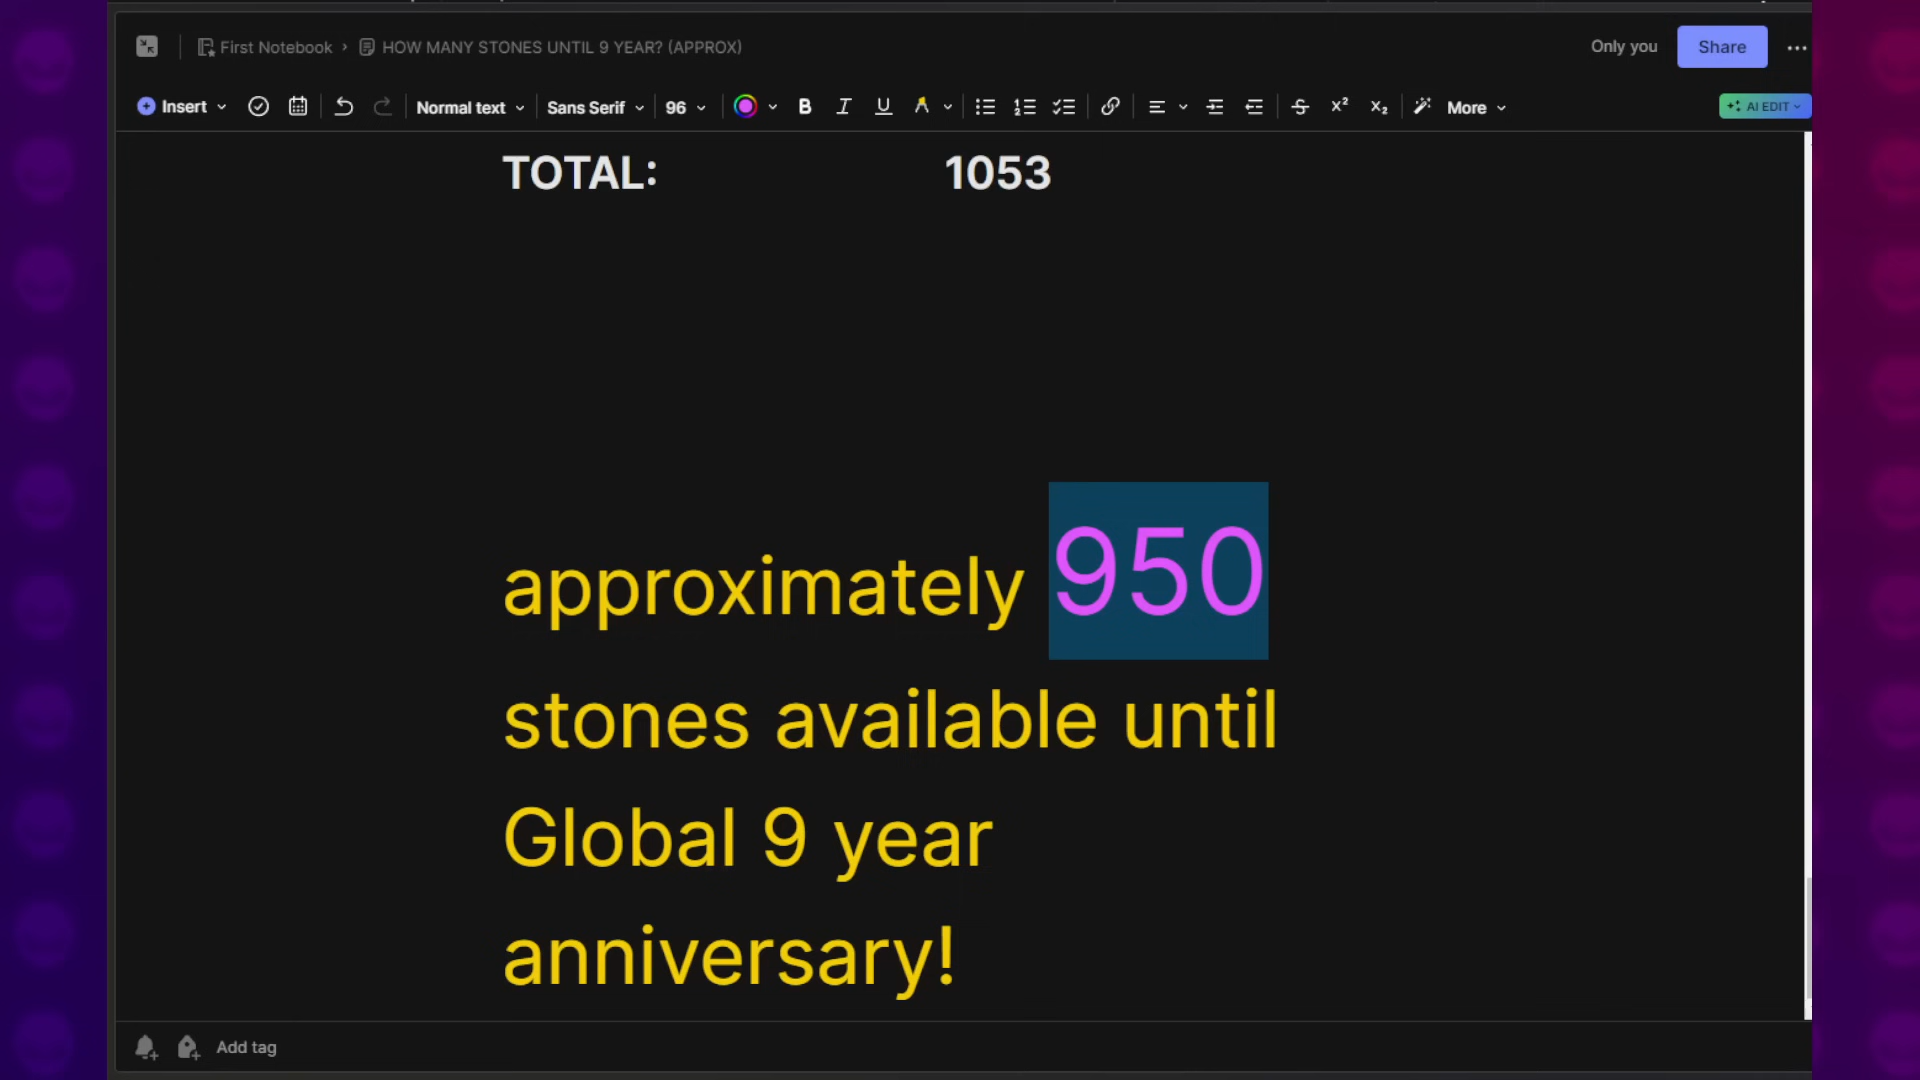 First Notebook › HOW MANY STONES UNTIL 9 YEAR? (APPROX) Only you Share
Insert Normal text Sans Serif 96 B I U A More AI EDIT
TOTAL: 1053
approximately 950
stones available until
Global 9 year
anniversary!
Add tag